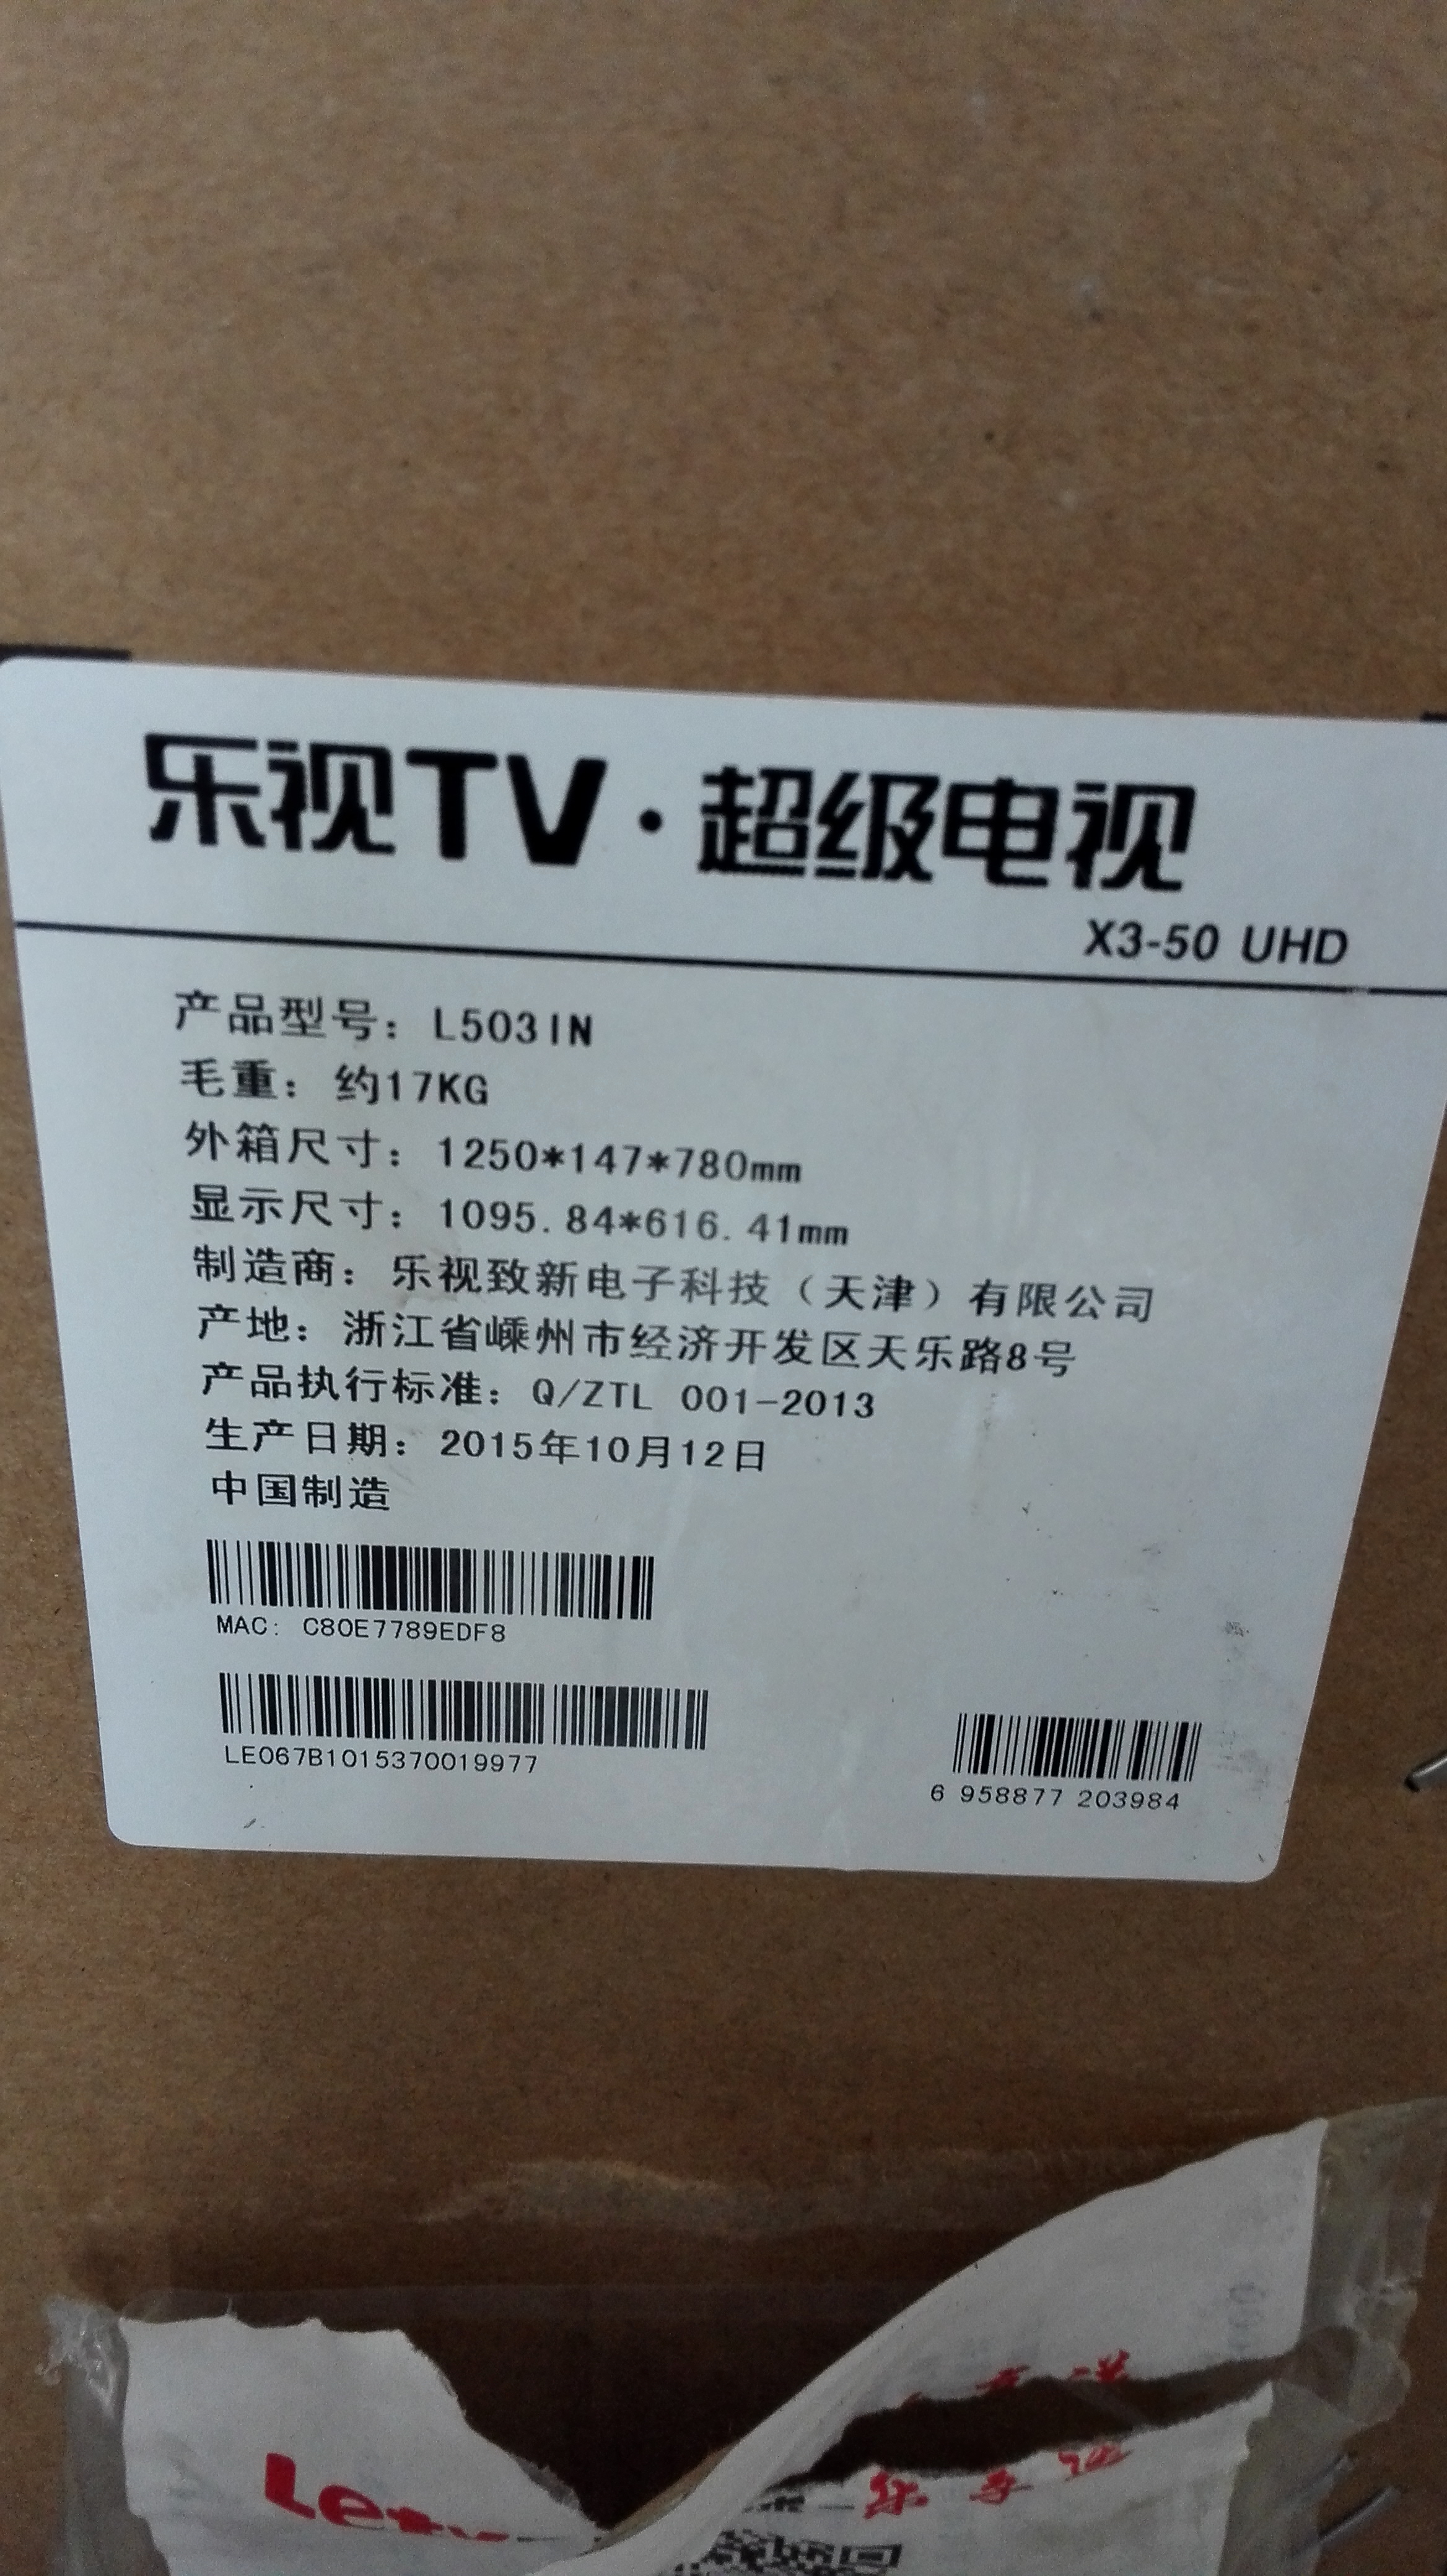 乐视TV·超级电视
X3-50 UHD
产品型号：L503IN
毛重：约17KG
外箱尺寸：1250*147*780mm
显示尺寸：1095.84*616.41mm
制造商：乐视致新电子科技（天津）有限公司
产地：浙江省嵊州市经济开发区天乐路8号
产品执行标准：Q/ZTL 001-2013
生产日期：2015年10月12日
中国制造
MAC: C80E7789EDF8
LE067B1015370019977
6 958877 203984
Letv